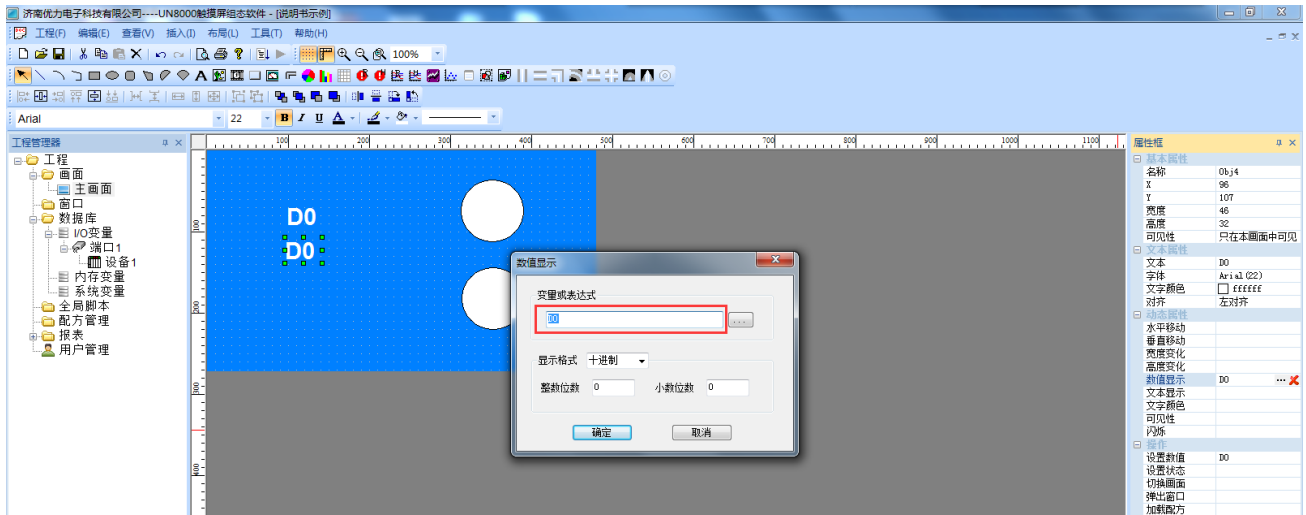 济南优力电子科技有限公司----UN8000触摸屏组态软件 - [说明书示例]
工程(F) 编辑(E) 查看(V) 插入(I) 布局(L) 工具(T) 帮助(H)
100%
A
Arial 22 B I U A
工程管理器
工程
画面
主画面
窗口
数据库
I/O变量
端口1
设备1
内存变量
系统变量
全局脚本
配方管理
报表
用户管理
100 200 300 400 500 600 700 800 900 1000 1100
100
200
300
400
D0
D0
数值显示
变量或表达式
D0
...
显示格式 十进制
整数位数 0 小数位数 0
确定 取消
属性框
基本属性
名称 Obj4
X 96
Y 107
宽度 46
高度 32
可见性 只在本画面中可见
文本属性
文本 D0
字体 Arial(22)
文字颜色 ffffff
对齐 左对齐
动态属性
水平移动
垂直移动
宽度变化
高度变化
数值显示 D0 ...
文本显示
文字颜色
可见性
闪烁
操作
设置数值 D0
设置状态
切换画面
弹出窗口
加载配方